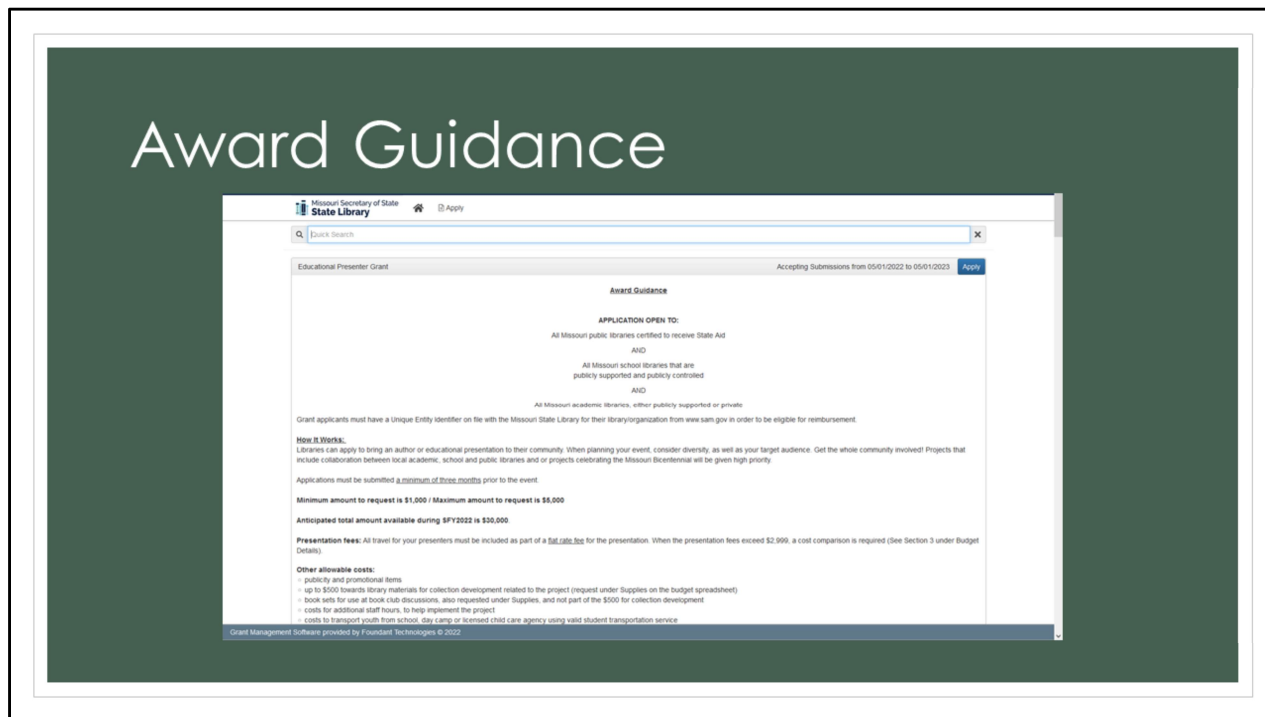 Award Guidance
Missouri Secretary of State
State Library
Apply
Quick Search
Educational Presenter Grant
Accepting Submissions from 05/01/2022 to 05/01/2023
Apply
Award Guidance
APPLICATION OPEN TO:
All Missouri public libraries certified to receive State Aid
AND
All Missouri school libraries that are
publicly supported and publicly controlled
AND
All Missouri academic libraries, either publicly supported or private
Grant applicants must have a Unique Entity Identifier on file with the Missouri State Library for their library/organization from www.sam.gov in order to be eligible for reimbursement.
How It Works:
Libraries can apply to bring an author or educational presentation to their community. When planning your event, consider diversity, as well as your target audience. Get the whole community involved! Projects that
include collaboration between local academic, school and public libraries and or projects celebrating the Missouri Bicentennial will be given high priority.
Applications must be submitted a minimum of three months prior to the event.
Minimum amount to request is $1,000 / Maximum amount to request is $5,000
Anticipated total amount available during SFY2022 is $30,000.
Presentation fees: All travel for your presenters must be included as part of a flat rate fee for the presentation. When the presentation fees exceed $2,999, a cost comparison is required (See Section 3 under Budget
Details).
Other allowable costs:
○ publicity and promotional items
○ up to $500 towards library materials for collection development related to the project (request under Supplies on the budget spreadsheet)
○ book sets for use at book club discussions, also requested under Supplies, and not part of the $500 for collection development
○ costs for additional staff hours, to help implement the project
○ costs to transport youth from school, day camp or licensed child care agency using valid student transportation service
Grant Management Software provided by Foundant Technologies © 2022